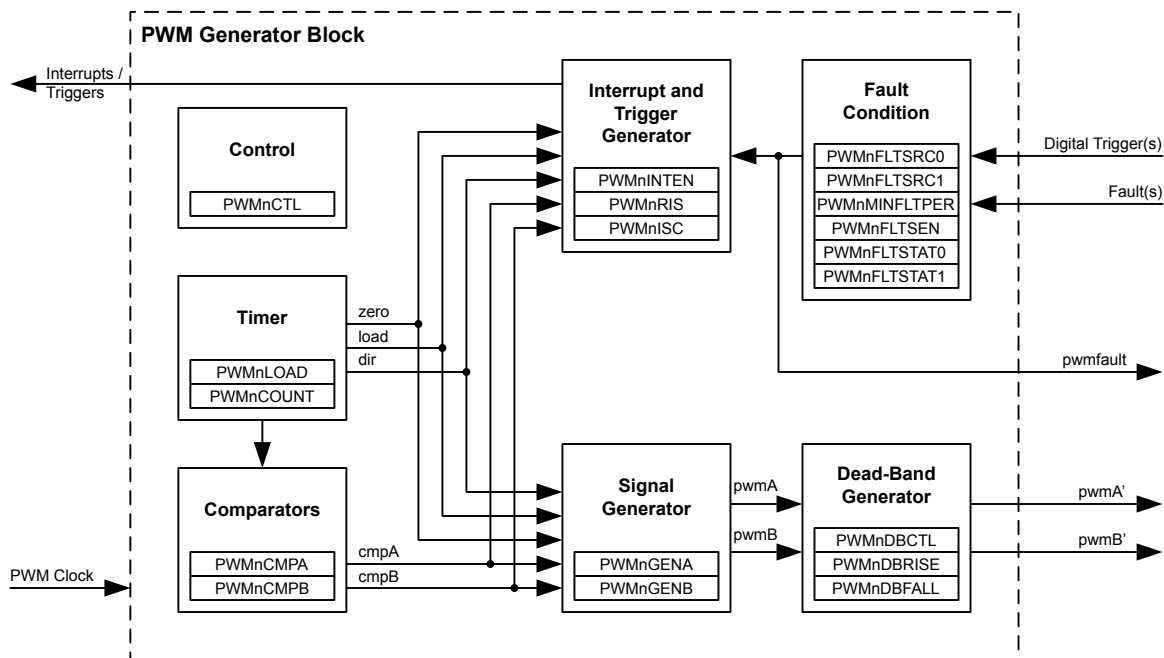 PWM Generator Block
Interrupts /
Triggers
Control
PWMnCTL
Interrupt and
Trigger
Generator
PWMnINTEN
PWMnRIS
PWMnISC
Fault
Condition
PWMnFLTSRC0
PWMnFLTSRC1
PWMnMINFLTPER
PWMnFLTSEN
PWMnFLTSTAT0
PWMnFLTSTAT1
Digital Trigger(s)
Fault(s)
Timer
PWMnLOAD
PWMnCOUNT
zero
load
dir
pwmfault
Comparators
PWMnCMPA
PWMnCMPB
cmpA
cmpB
PWM Clock
Signal
Generator
PWMnGENA
PWMnGENB
pwmA
pwmB
Dead-Band
Generator
PWMnDBCTL
PWMnDBRISE
PWMnDBFALL
pwmA’
pwmB’